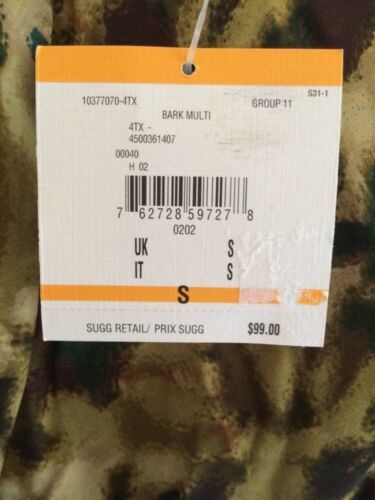 S31-1
10377070-4TX GROUP 11
BARK MULTI
4TX -
4500361407
00040
H 02
7 62728 59727 8
0202
UK S
IT S
S
SUGG RETAIL/ PRIX SUGG $99.00